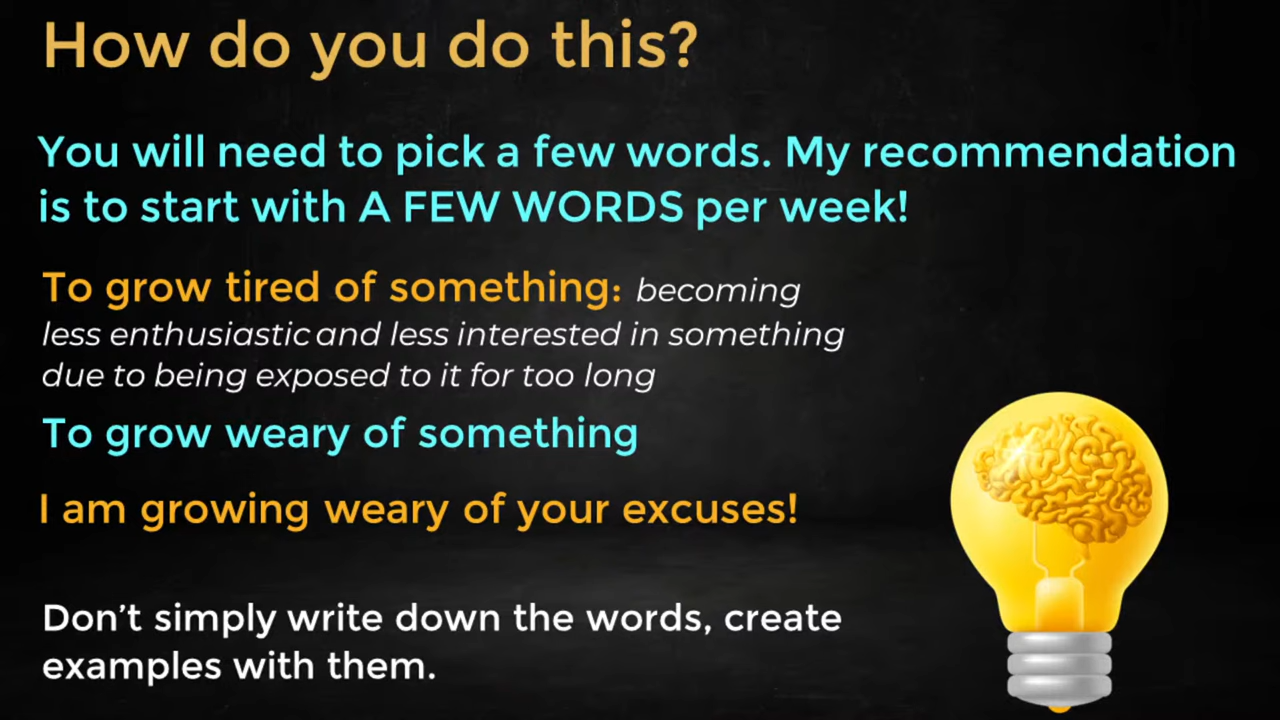 How do you do this?
You will need to pick a few words. My recommendation
is to start with A FEW WORDS per week!
To grow tired of something: becoming
less enthusiastic and less interested in something
due to being exposed to it for too long
To grow weary of something
I am growing weary of your excuses!
Don’t simply write down the words, create
examples with them.